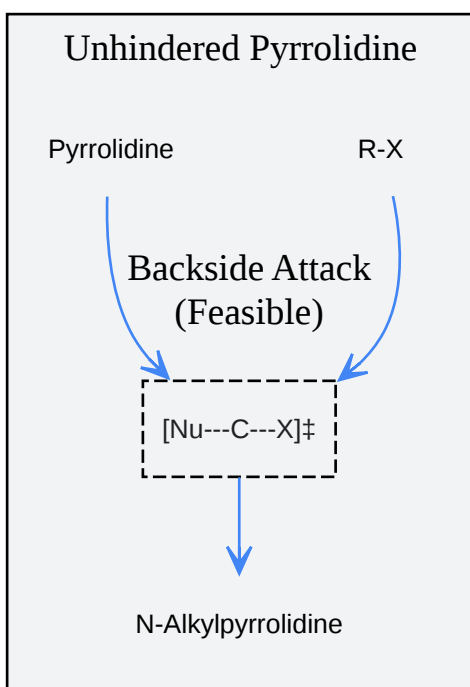 Unhindered Pyrrolidine
Pyrrolidine R-X
Backside Attack
(Feasible)
[Nu---C---X]‡
N-Alkylpyrrolidine